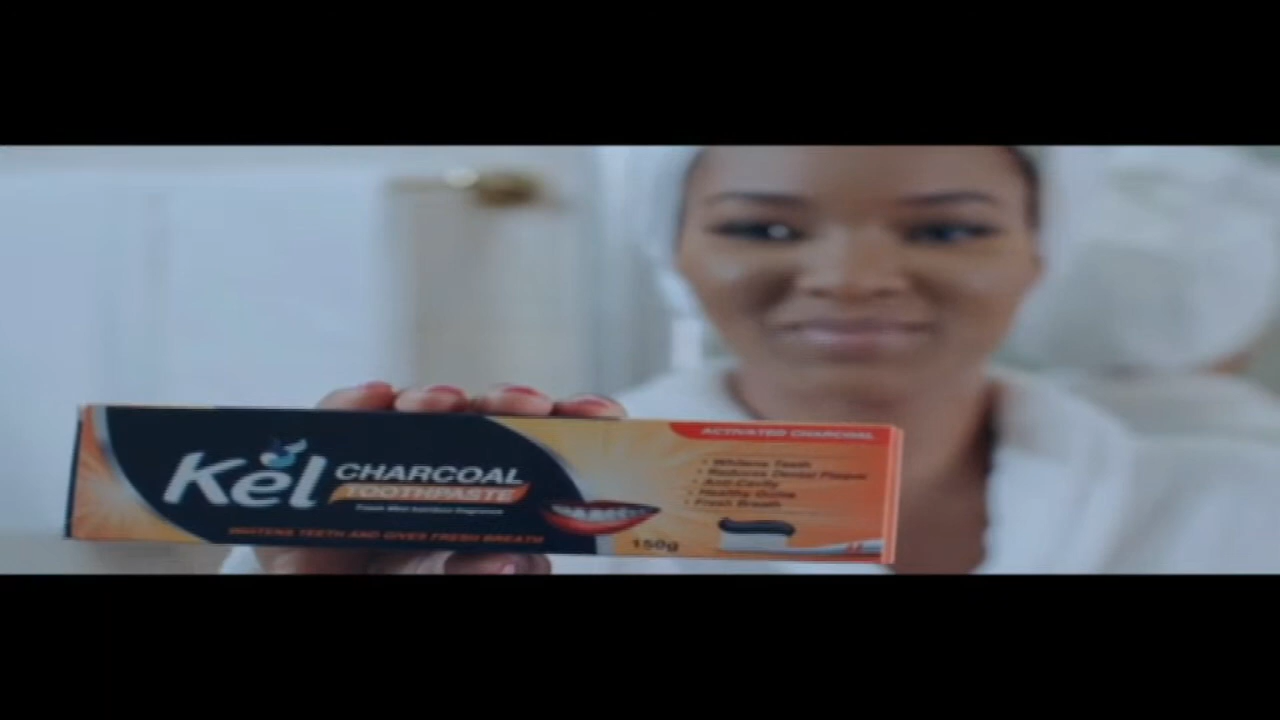 Kel CHARCOAL
TOOTHPASTE
WHITENS TEETH AND GIVES FRESH BREATH
150g
ACTIVATED CHARCOAL
• Whitens Teeth
• Reduces Dental Plaque
• Anti-Cavity
• Healthy Gums
• Fresh Breath